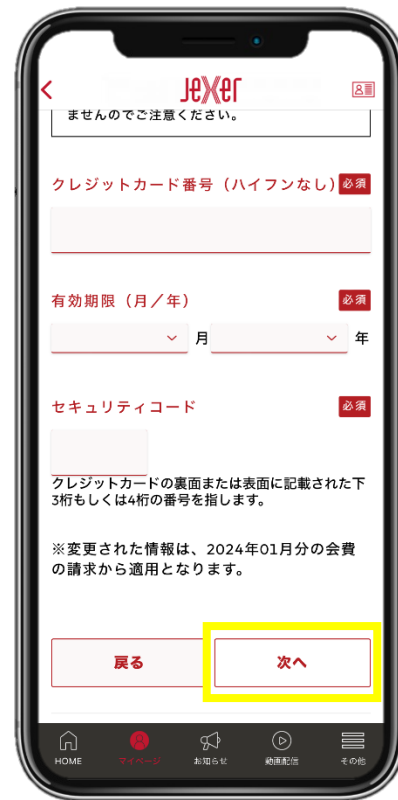 JEXER
ませんのでご注意ください。
クレジットカード番号（ハイフンなし） 必須
有効期限（月／年） 必須
月 年
セキュリティコード 必須
クレジットカードの裏面または表面に記載された下
3桁もしくは4桁の番号を指します。
※変更された情報は、2024年01月分の会費
の請求から適用となります。
戻る 次へ
HOME マイページ お知らせ 動画配信 その他